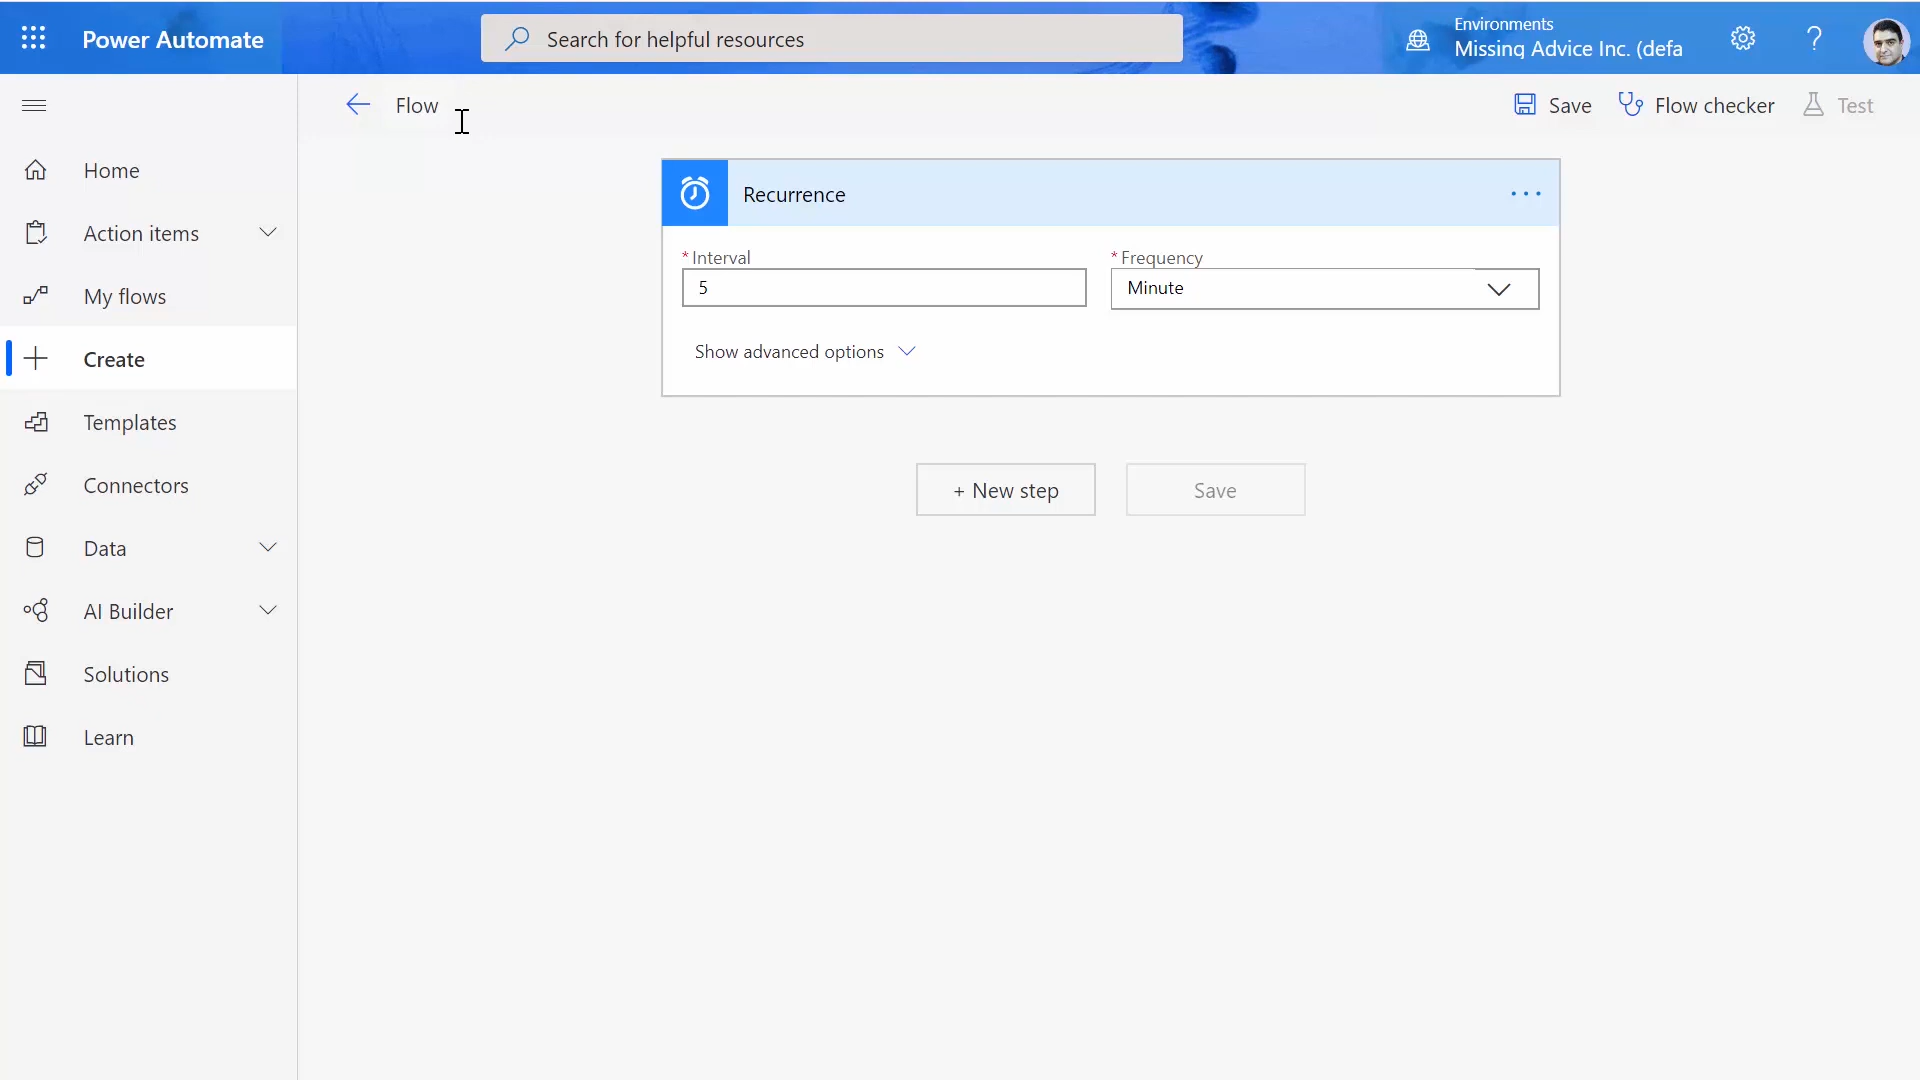 Power Automate
Search for helpful resources
Environments
Missing Advice Inc. (defa
?
Flow
Save
Flow checker
Test
Home
Action items
My flows
Create
Templates
Connectors
Data
AI Builder
Solutions
Learn
Recurrence
* Interval
5
* Frequency
Minute
Show advanced options
+ New step
Save